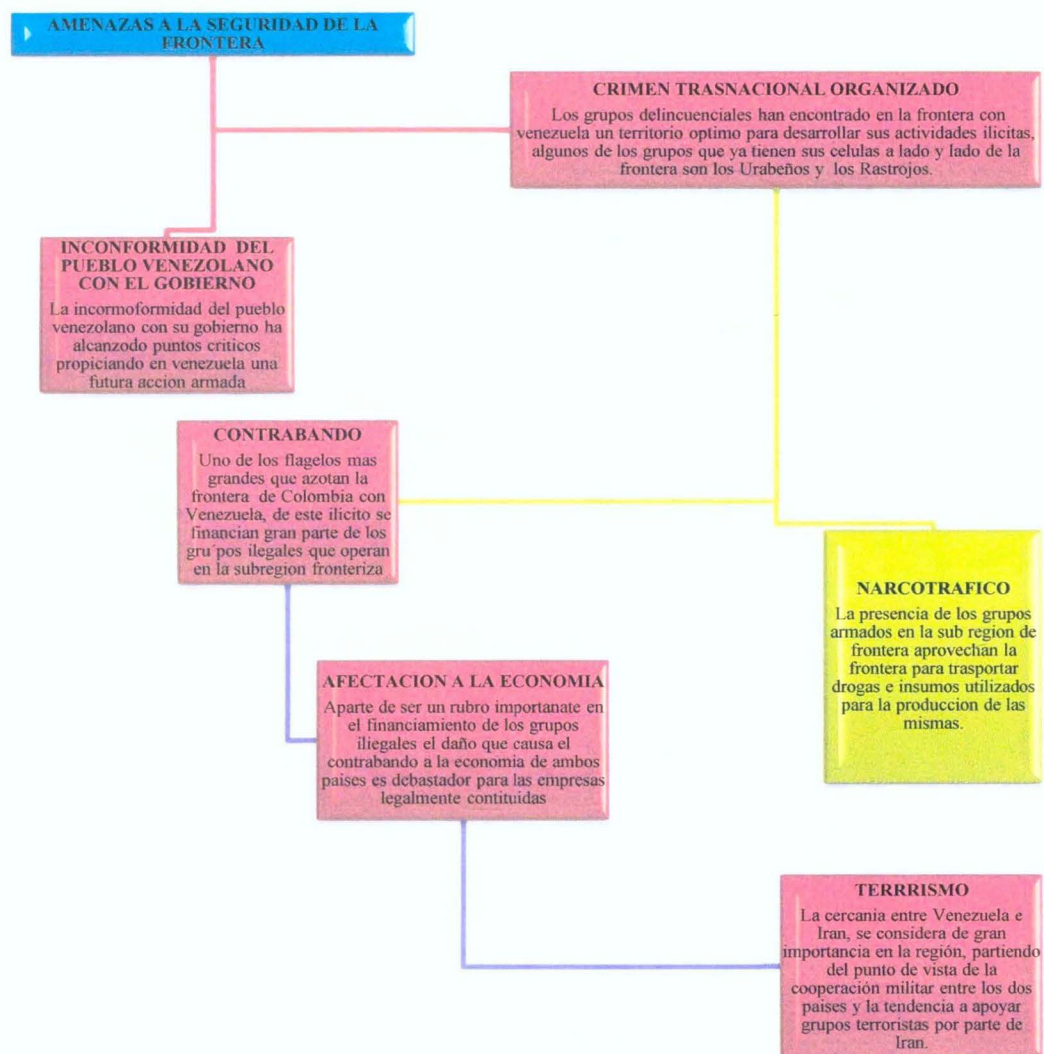 AMENAZAS A LA SEGURIDAD DE LA
FRONTERA
CRIMEN TRASNACIONAL ORGANIZADO
Los grupos delincuenciales han encontrado en la frontera con
venezuela un territorio optimo para desarrollar sus actividades ilicitas,
algunos de los grupos que ya tienen sus celulas a lado y lado de la
frontera son los Urabeños y los Rastrojos.
INCONFORMIDAD DEL
PUEBLO VENEZOLANO
CON EL GOBIERNO
La incormoformidad del pueblo
venezolano con su gobierno ha
alcanzodo puntos criticos
propiciando en venezuela una
futura accion armada
CONTRABANDO
Uno de los flagelos mas
grandes que azotan la
frontera de Colombia con
Venezuela, de este ilicito se
financian gran parte de los
gru´pos ilegales que operan
en la subregion fronteriza
NARCOTRAFICO
La presencia de los grupos
armados en la sub region de
frontera aprovechan la
frontera para trasportar
drogas e insumos utilizados
para la produccion de las
mismas.
AFECTACION A LA ECONOMIA
Aparte de ser un rubro importanate en
el financiamiento de los grupos
iliegales el daño que causa el
contrabando a la economia de ambos
paises es debastador para las empresas
legalmente contituidas
TERRRISMO
La cercania entre Venezuela e
Iran, se considera de gran
importancia en la región, partiendo
del punto de vista de la
cooperación militar entre los dos
paises y la tendencia a apoyar
grupos terroristas por parte de
Iran.